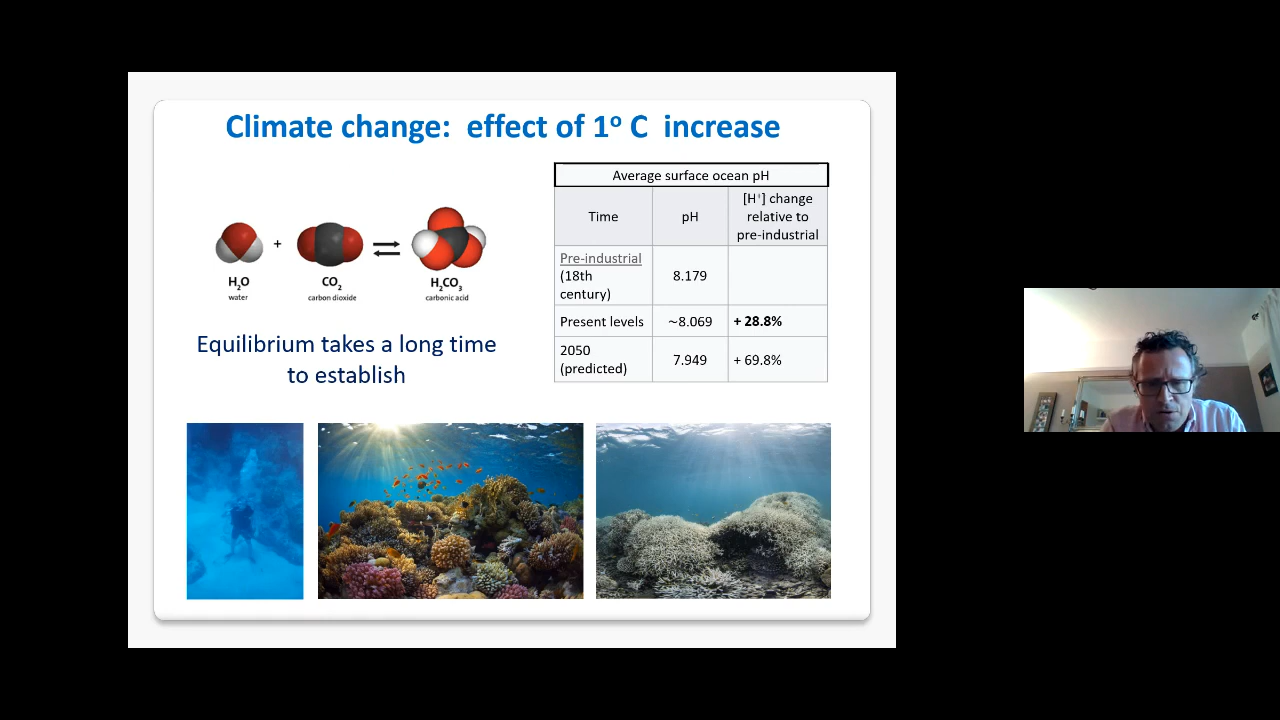 Climate change:  effect of 1º C  increase
Average surface ocean pH
Time
pH
[H⁺] change
relative to
pre-industrial
Pre-industrial
(18th
century)
8.179
Present levels
~8.069
+ 28.8%
2050
(predicted)
7.949
+ 69.8%
+
H₂O
water
CO₂
carbon dioxide
H₂CO₃
carbonic acid
Equilibrium takes a long time
to establish